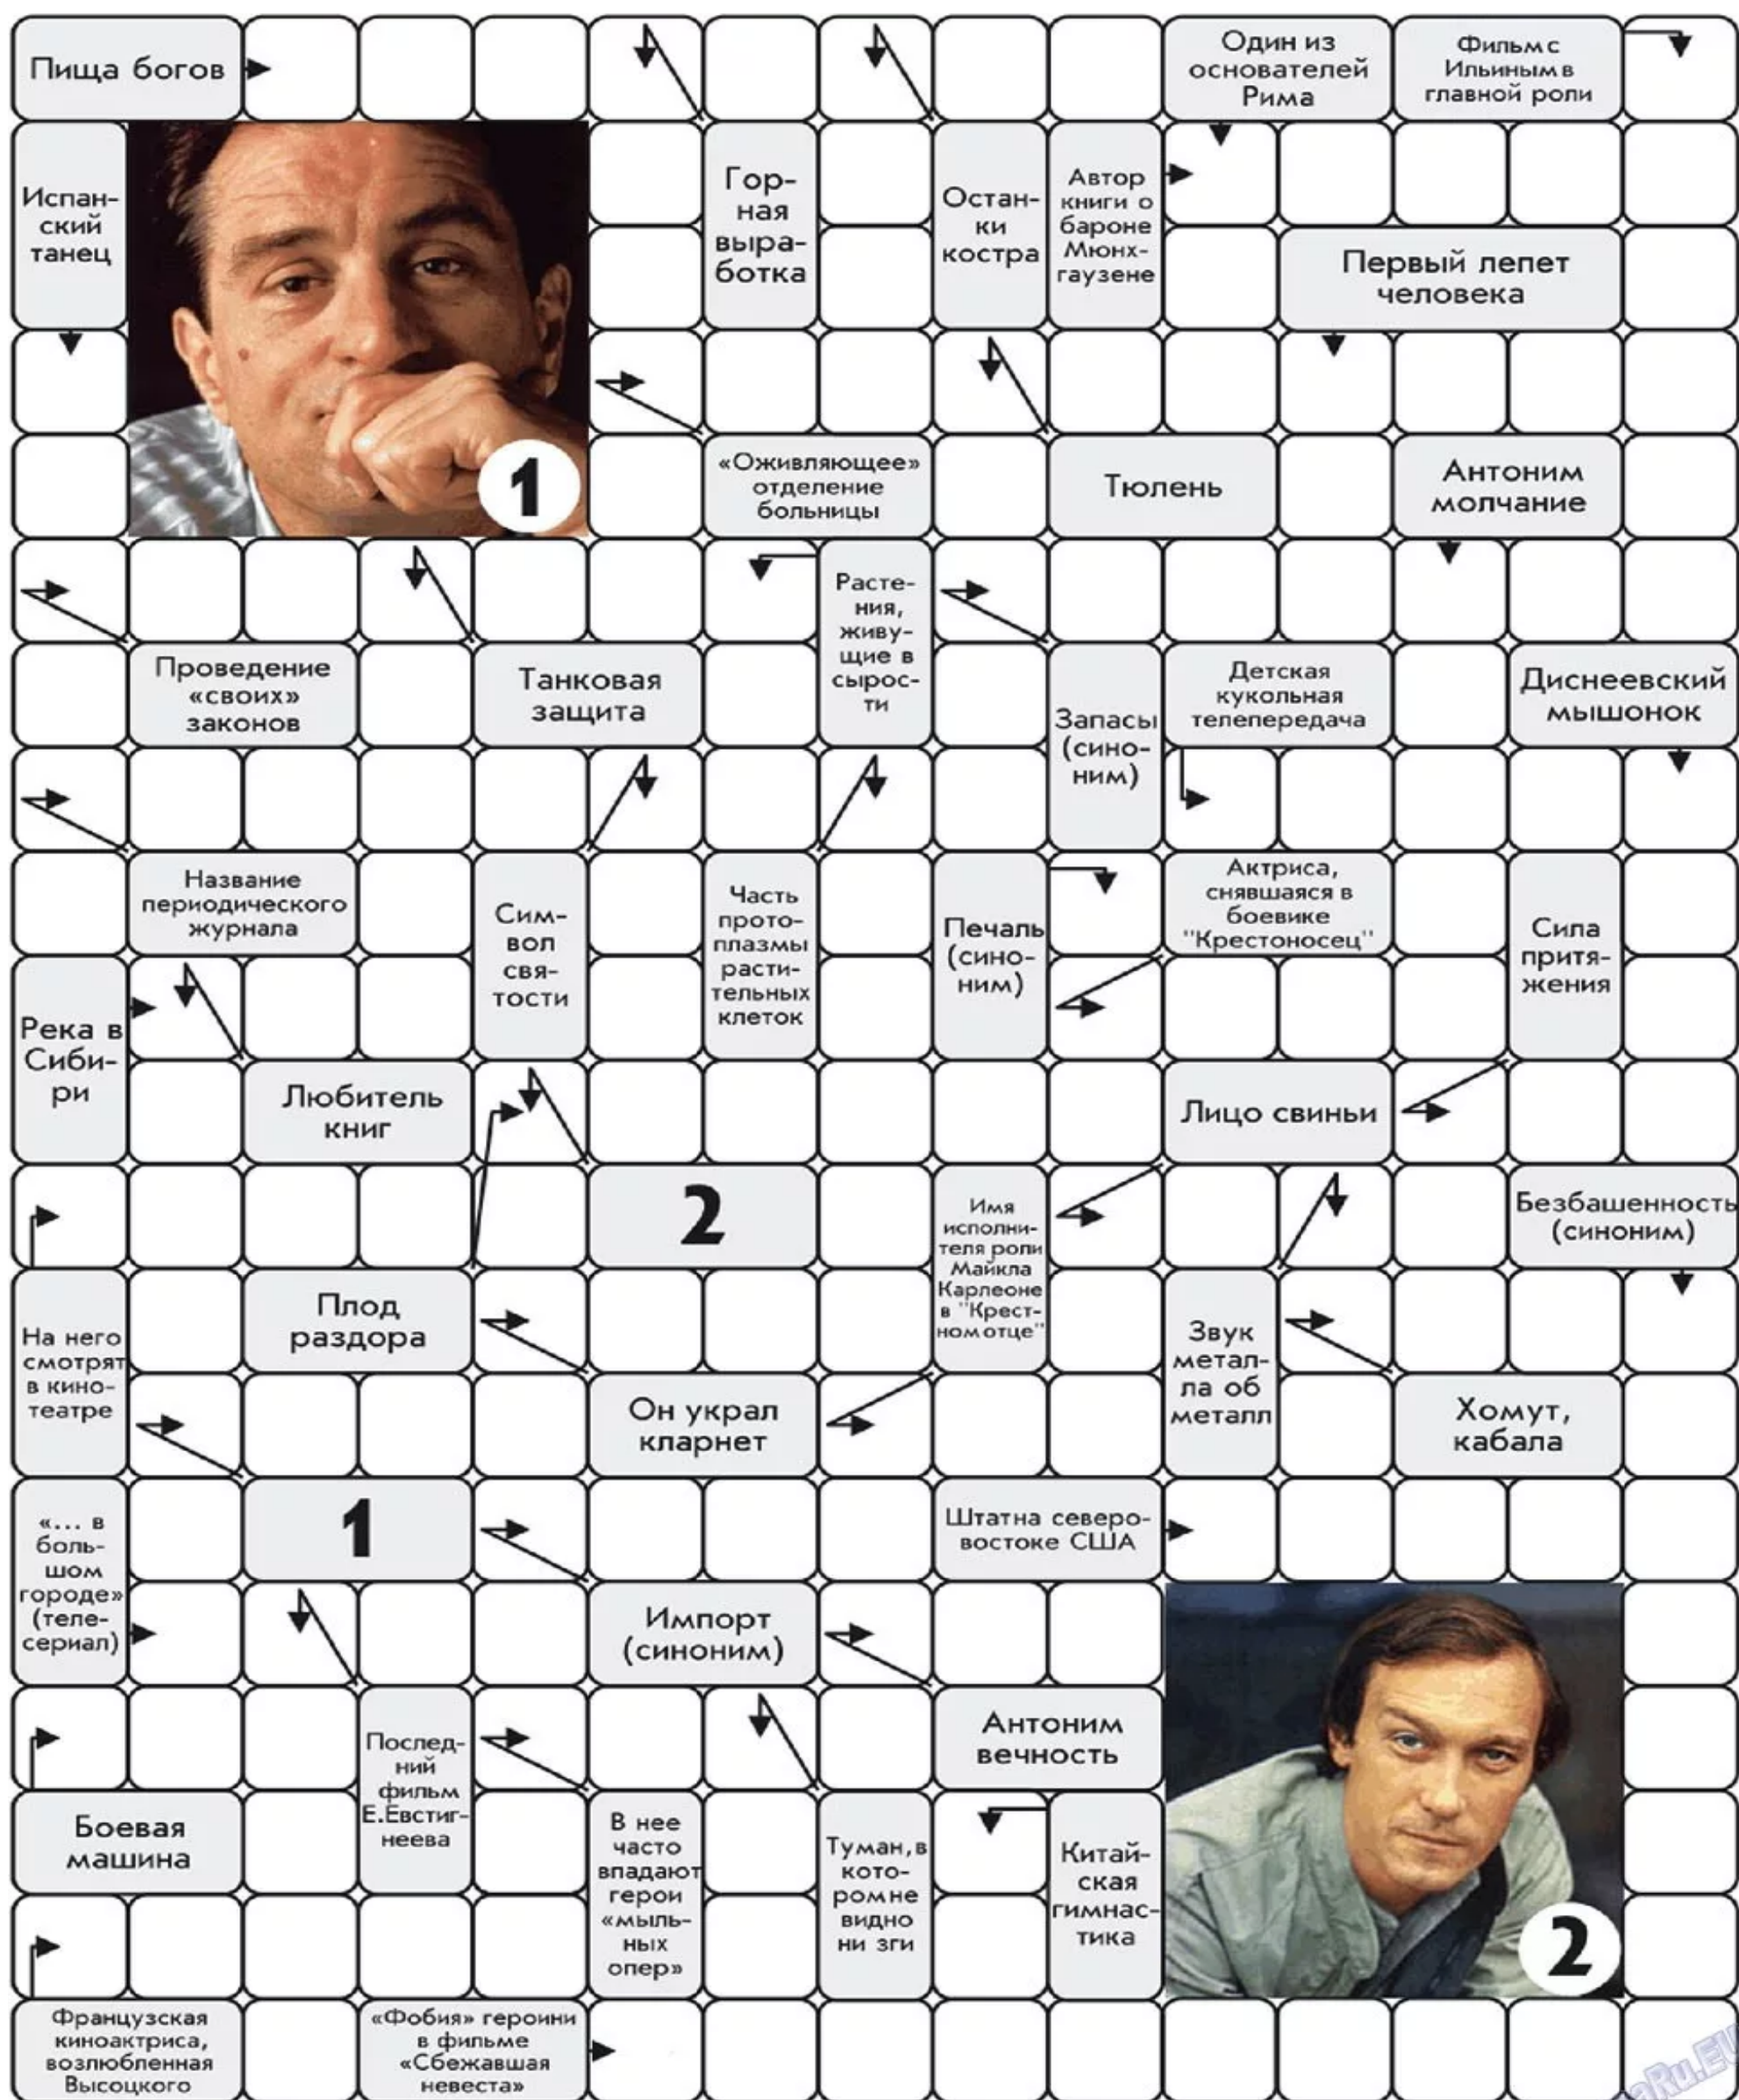 Пища богов
Один из
основателей
Рима
Фильм с
Ильиным в
главной роли
Испан-
ский
танец
Гор-
ная
выра-
ботка
Остан-
ки
костра
Автор
книги о
бароне
Мюнх-
гаузене
Первый лепет
человека
1
«Оживляющее»
отделение
больницы
Тюлень
Антоним
молчание
Расте-
ния,
живу-
щие в
сырос-
ти
Проведение
«своих»
законов
Танковая
защита
Запасы
(сино-
ним)
Детская
кукольная
телепередача
Диснеевский
мышонок
Название
периодического
журнала
Сим-
вол
свя-
тости
Часть
прото-
плазмы
расти-
тельных
клеток
Печаль
(сино-
ним)
Актриса,
снявшаяся в
боевике
"Крестоносец"
Сила
притя-
жения
Река в
Сиби-
ри
Любитель
книг
Лицо свиньи
2
Имя
исполни-
теля роли
Майкла
Карлеоне
в "Крест-
ном отце"
Безбашенность
(синоним)
На него
смотрят
в кино-
театре
Плод
раздора
Звук
метал-
ла об
металл
Он украл
кларнет
Хомут,
кабала
«... в
боль-
шом
городе»
(теле-
сериал)
1
Штат на северо-
востоке США
Импорт
(синоним)
Послед-
ний
фильм
Е.Евстиг-
неева
Антоним
вечность
Боевая
машина
В нее
часто
впадают
герои
«мыль-
ных
опер»
Туман, в
кото-
ром не
видно
ни зги
Китай-
ская
гимнас-
тика
2
Французская
киноактриса,
возлюбленная
Высоцкого
«Фобия» героини
в фильме
«Сбежавшая
невеста»